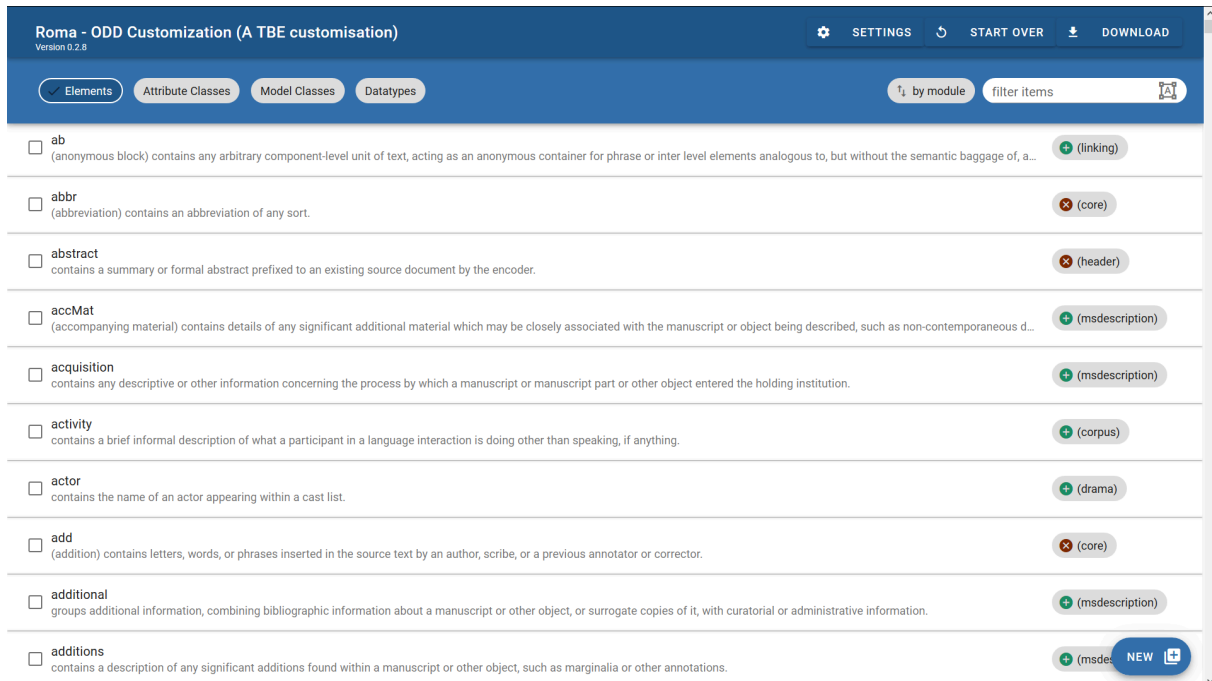 Roma - ODD Customization (A TBE customisation)
Version 0.2.8
SETTINGS
START OVER
DOWNLOAD
Elements
Attribute Classes
Model Classes
Datatypes
by module
filter items
ab
(anonymous block) contains any arbitrary component-level unit of text, acting as an anonymous container for phrase or inter level elements analogous to, but without the semantic baggage of, a...
(linking)
abbr
(abbreviation) contains an abbreviation of any sort.
(core)
abstract
contains a summary or formal abstract prefixed to an existing source document by the encoder.
(header)
accMat
(accompanying material) contains details of any significant additional material which may be closely associated with the manuscript or object being described, such as non-contemporaneous d...
(msdescription)
acquisition
contains any descriptive or other information concerning the process by which a manuscript or manuscript part or other object entered the holding institution.
(msdescription)
activity
contains a brief informal description of what a participant in a language interaction is doing other than speaking, if anything.
(corpus)
actor
contains the name of an actor appearing within a cast list.
(drama)
add
(addition) contains letters, words, or phrases inserted in the source text by an author, scribe, or a previous annotator or corrector.
(core)
additional
groups additional information, combining bibliographic information about a manuscript or other object, or surrogate copies of it, with curatorial or administrative information.
(msdescription)
additions
contains a description of any significant additions found within a manuscript or other object, such as marginalia or other annotations.
(msde
NEW